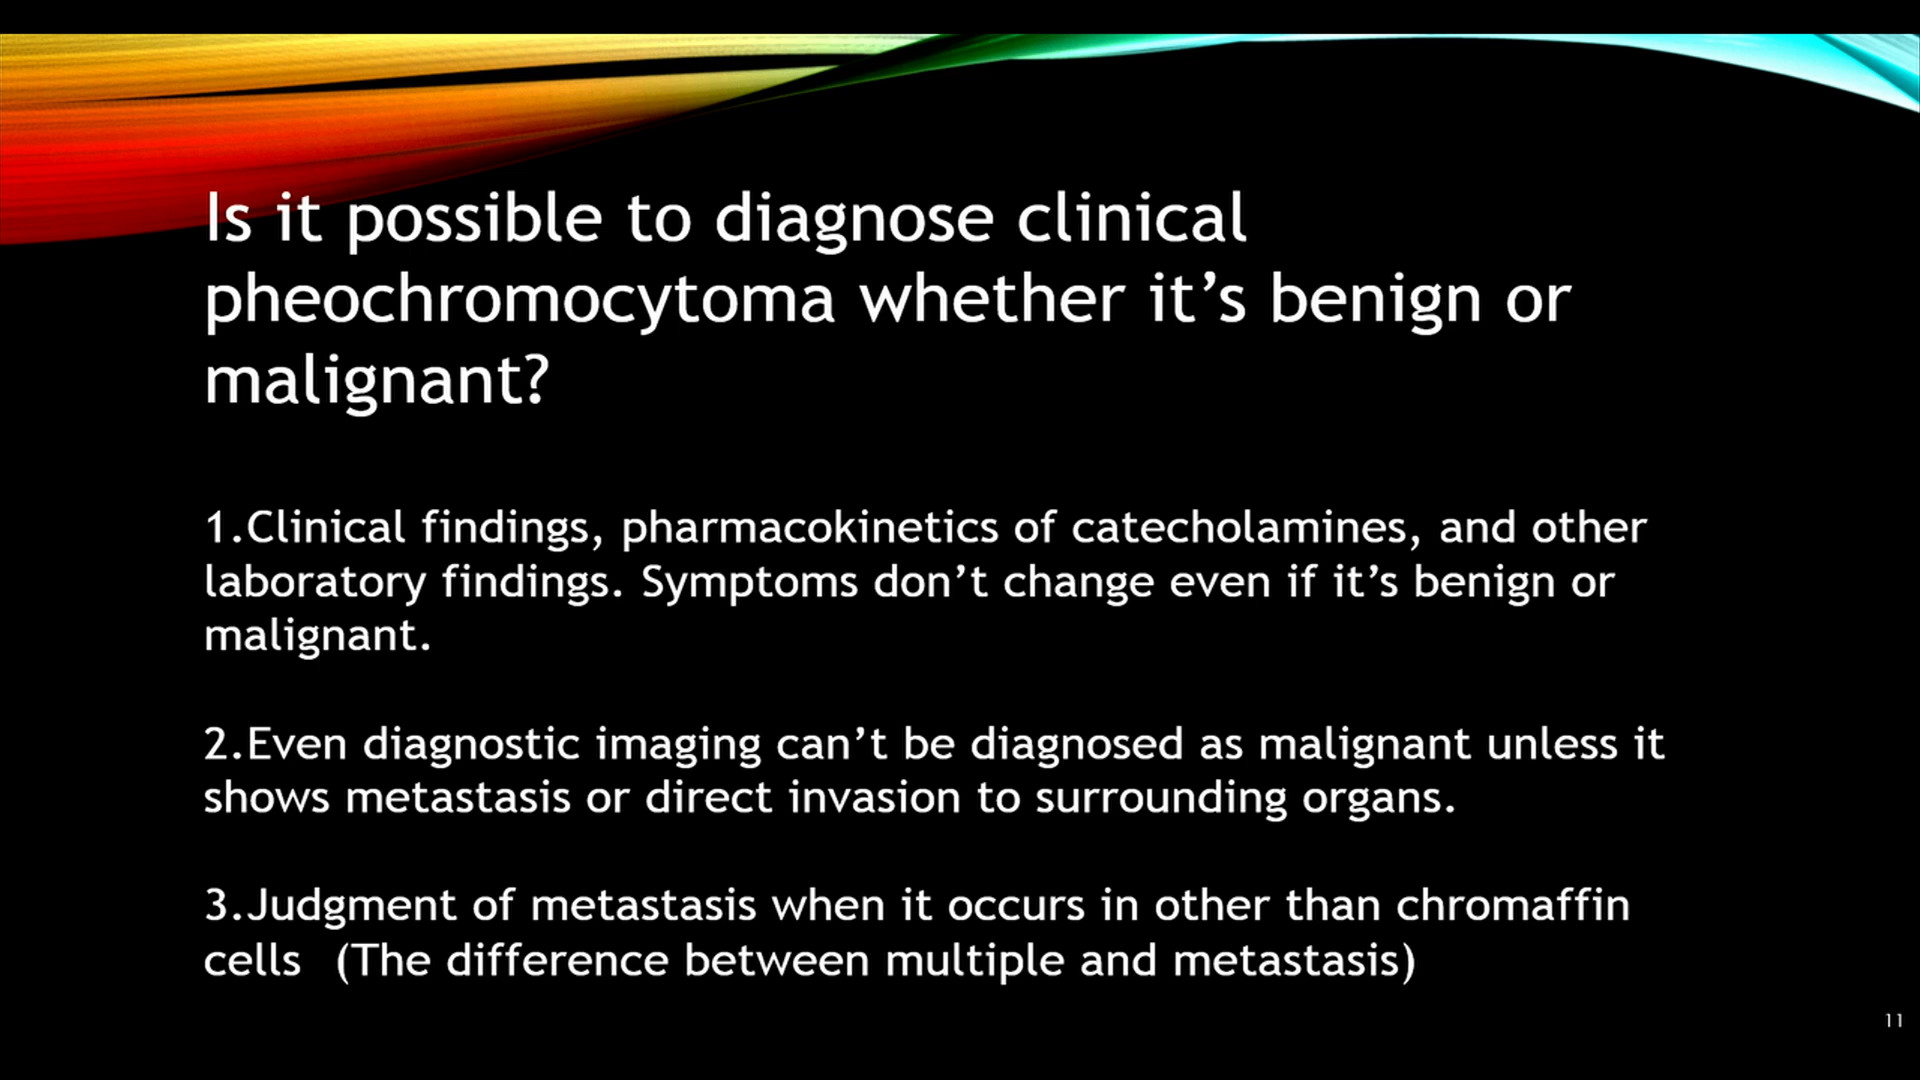 Is it possible to diagnose clinical
pheochromocytoma whether it’s benign or
malignant?
1.Clinical findings, pharmacokinetics of catecholamines, and other
laboratory findings. Symptoms don’t change even if it’s benign or
malignant.
2.Even diagnostic imaging can’t be diagnosed as malignant unless it
shows metastasis or direct invasion to surrounding organs.
3.Judgment of metastasis when it occurs in other than chromaffin
cells (The difference between multiple and metastasis)
11